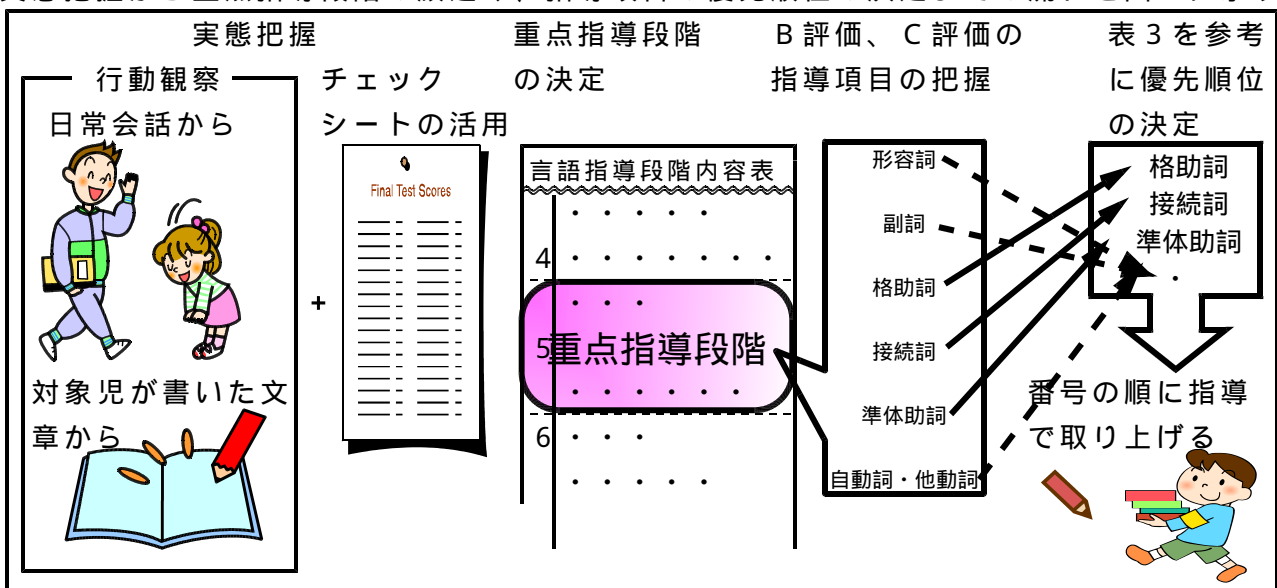 実態把握
行動観察
日常会話から
対象児が書いた文
章から
チェック
シートの活用
+
Final Test Scores
重点指導段階
の決定
言語指導段階内容表
・・・・・
4
・・・・・・・
・・・
5
重点指導段階
・・・・・・
6
・・・
・・・・・
B評価、C評価の
指導項目の把握
形容詞
副詞
格助詞
接続詞
準体助詞
自動詞・他動詞
表3を参考
に優先順位
の決定
格助詞
接続詞
準体助詞
・
番号の順に指導
で取り上げる